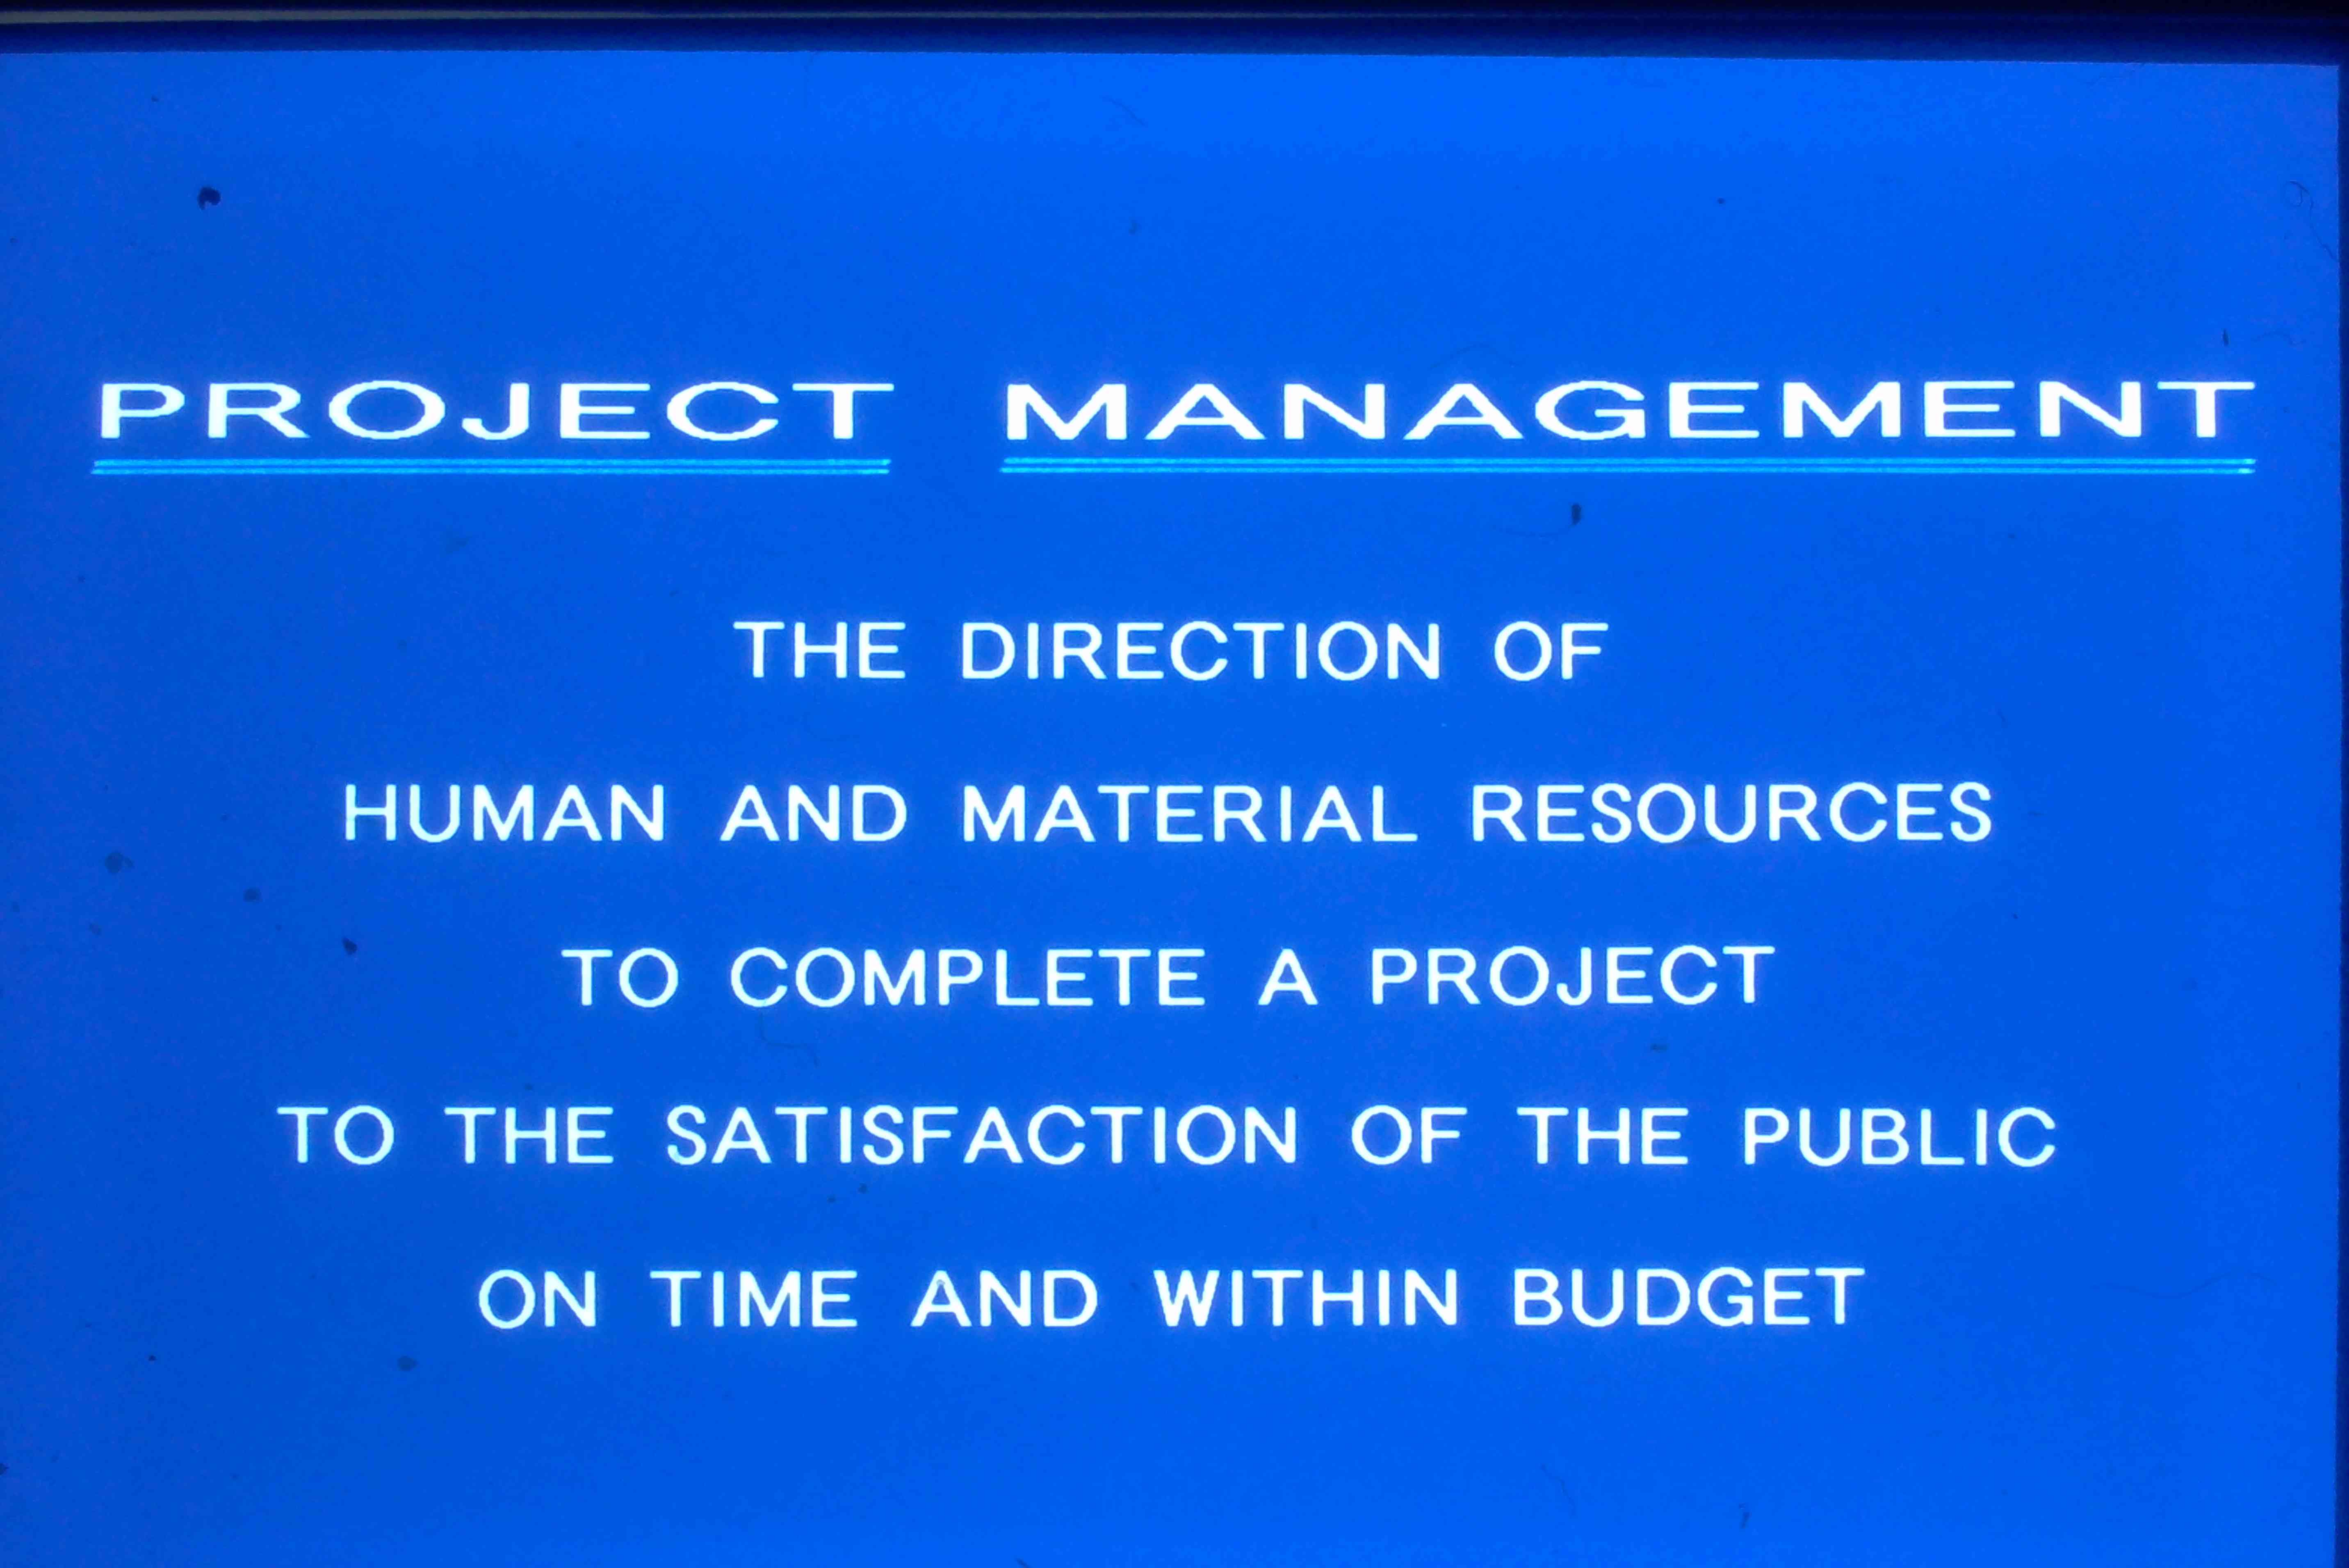 PROJECT MANAGEMENT
THE DIRECTION OF
HUMAN AND MATERIAL RESOURCES
TO COMPLETE A PROJECT
TO THE SATISFACTION OF THE PUBLIC
ON TIME AND WITHIN BUDGET